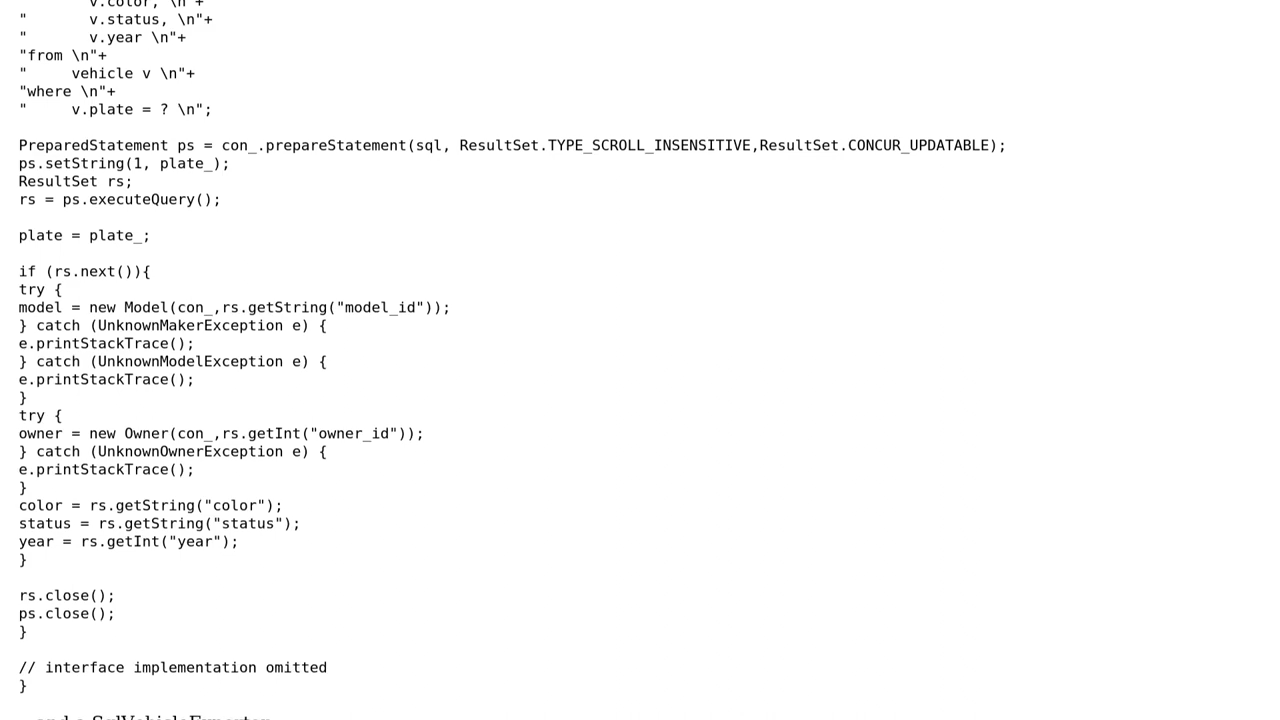 v.color, \n"+
"       v.status, \n"+
"       v.year \n"+
"from \n"+
"     vehicle v \n"+
"where \n"+
"     v.plate = ? \n";

PreparedStatement ps = con_.prepareStatement(sql, ResultSet.TYPE_SCROLL_INSENSITIVE,ResultSet.CONCUR_UPDATABLE);
ps.setString(1, plate_);
ResultSet rs;
rs = ps.executeQuery();

plate = plate_;

if (rs.next()){
try {
model = new Model(con_,rs.getString("model_id"));
} catch (UnknownMakerException e) {
e.printStackTrace();
} catch (UnknownModelException e) {
e.printStackTrace();
}
try {
owner = new Owner(con_,rs.getInt("owner_id"));
} catch (UnknownOwnerException e) {
e.printStackTrace();
}
color = rs.getString("color");
status = rs.getString("status");
year = rs.getInt("year");
}

rs.close();
ps.close();
}

// interface implementation omitted
}
and a SqlVehicleExporter